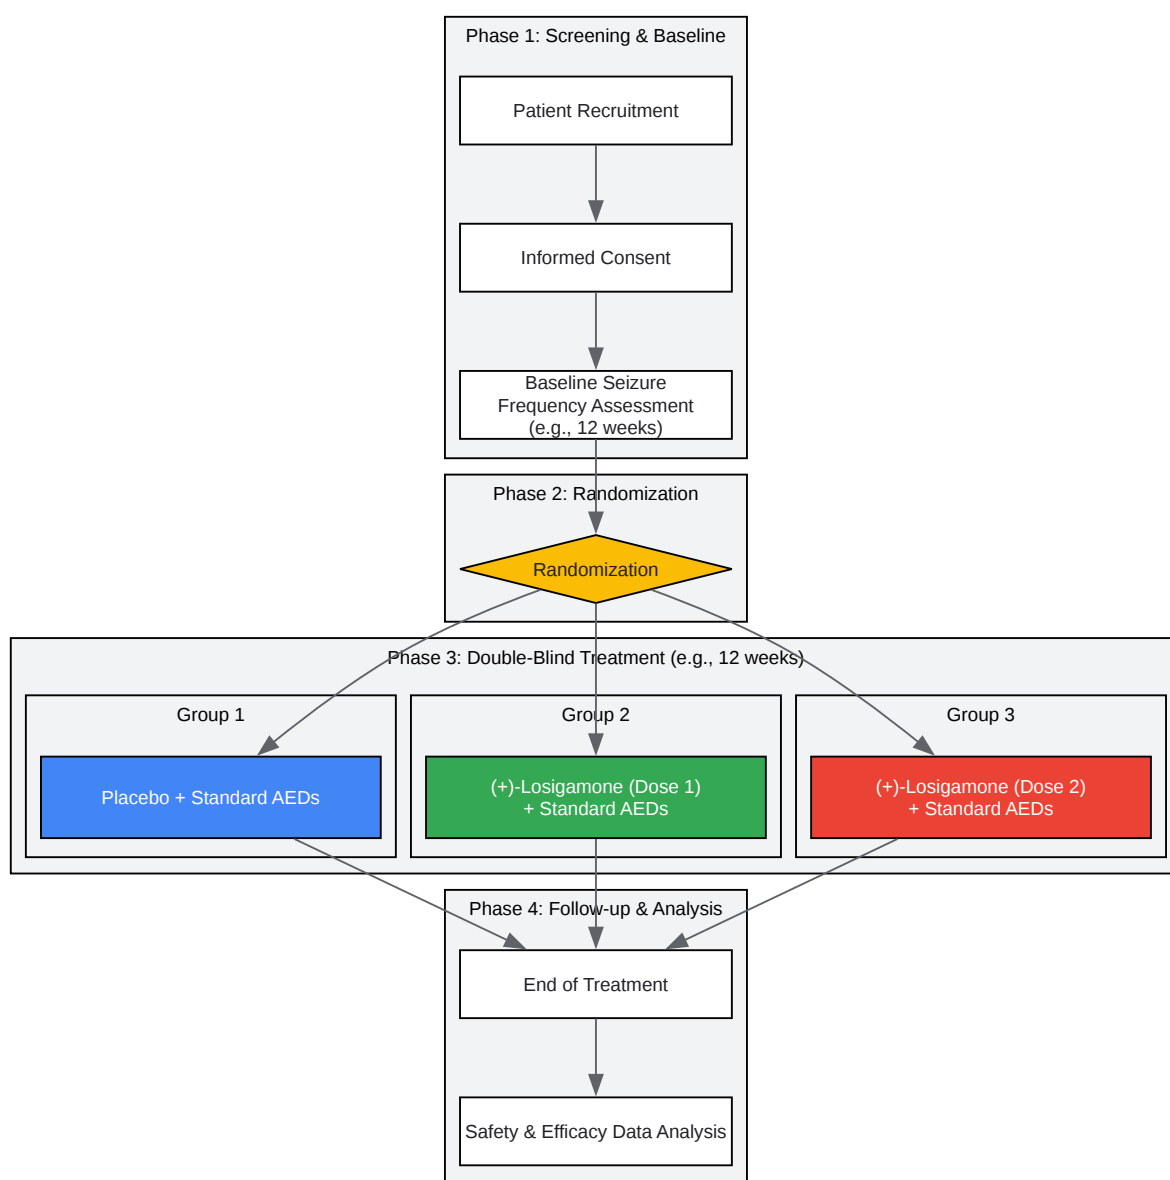 Phase 1: Screening & Baseline
Patient Recruitment
Informed Consent
Baseline Seizure
Frequency Assessment
(e.g., 12 weeks)
Phase 2: Randomization
Randomization
Phase 3: Double-Blind Treatment (e.g., 12 weeks)
Group 1
Placebo + Standard AEDs
Group 2
(+)-Losigamone (Dose 1)
+ Standard AEDs
Group 3
(+)-Losigamone (Dose 2)
+ Standard AEDs
Phase 4: Follow-up & Analysis
End of Treatment
Safety & Efficacy Data Analysis